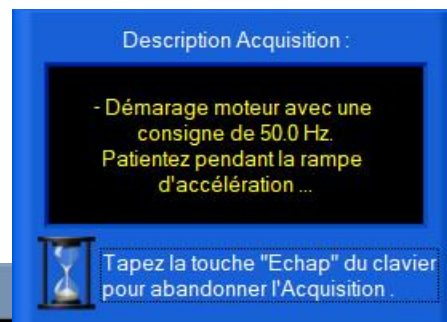 Description Acquisition :
- Démarage moteur avec une
consigne de 50.0 Hz.
Patientez pendant la rampe
d'accélération ...
Tapez la touche "Echap" du clavier
pour abandonner l'Acquisition .